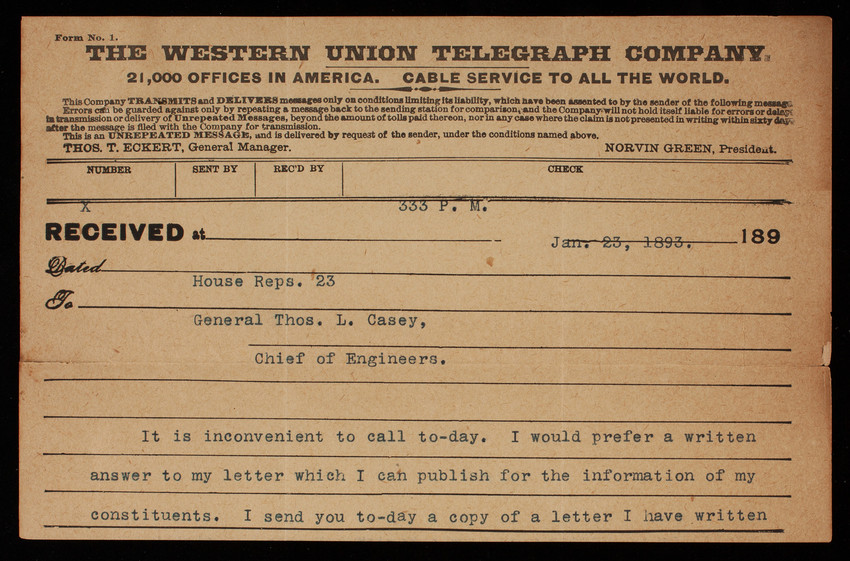 Form No. 1.
THE WESTERN UNION TELEGRAPH COMPANY.
21,000 OFFICES IN AMERICA. CABLE SERVICE TO ALL THE WORLD.
This Company TRANSMITS and DELIVERS messages only on conditions limiting its liability, which have been assented to by the sender of the following message.
Errors can be guarded against only by repeating a message back to the sending station for comparison, and the Company will not hold itself liable for errors or delays
in transmission or delivery of Unrepeated Messages, beyond the amount of tolls paid thereon, nor in any case where the claim is not presented in writing within sixty days
after the message is filed with the Company for transmission.
This is an UNREPEATED MESSAGE, and is delivered by request of the sender, under the conditions named above.
THOS. T. ECKERT, General Manager. NORVIN GREEN, President.
NUMBER SENT BY REC'D BY CHECK
X 333 P. M.
RECEIVED at Jan. 23, 1893. 189
Dated House Reps. 23
To General Thos. L. Casey,
Chief of Engineers.
It is inconvenient to call to-day. I would prefer a written
answer to my letter which I can publish for the information of my
constituents. I send you to-day a copy of a letter I have written